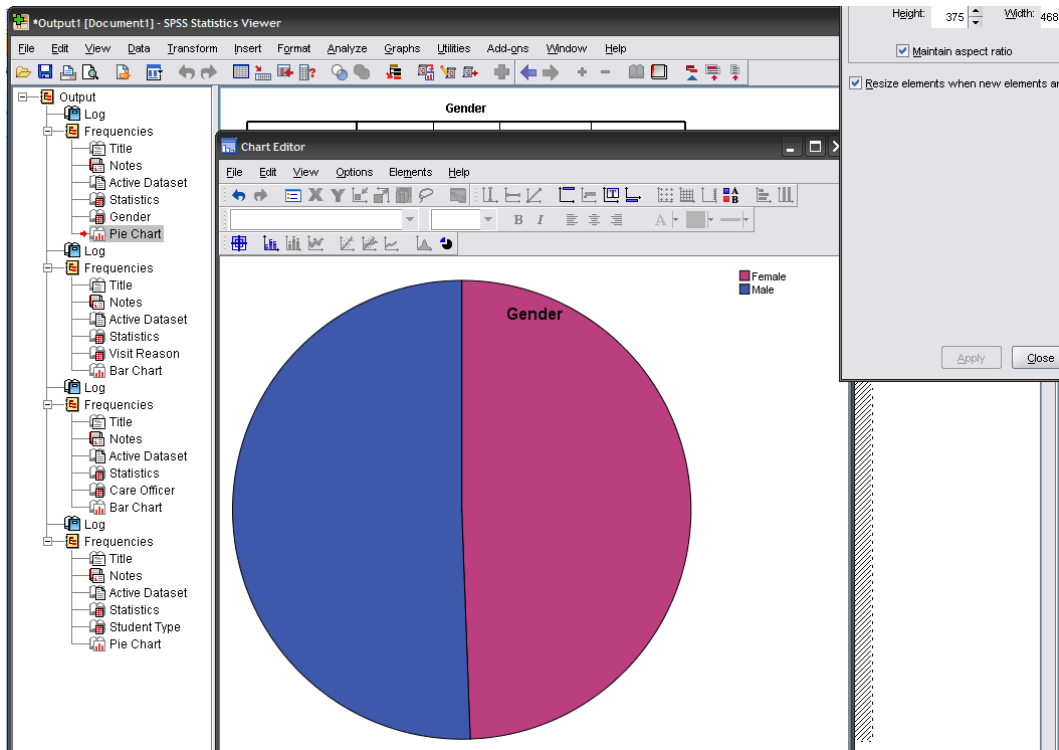 *Output1 [Document1] - SPSS Statistics Viewer
File Edit View Data Transform Insert Format Analyze Graphs Utilities Add-ons Window Help
Output
Log
Frequencies
Title
Notes
Active Dataset
Statistics
Gender
Pie Chart
Log
Frequencies
Title
Notes
Active Dataset
Statistics
Visit Reason
Bar Chart
Log
Frequencies
Title
Notes
Active Dataset
Statistics
Care Officer
Bar Chart
Log
Frequencies
Title
Notes
Active Dataset
Statistics
Student Type
Pie Chart
Gender
Chart Editor
File Edit View Options Elements Help
X Y
A
B
B I A
Gender
Female
Male
Height: 375 Width: 468
Maintain aspect ratio
Resize elements when new elements
Apply Close